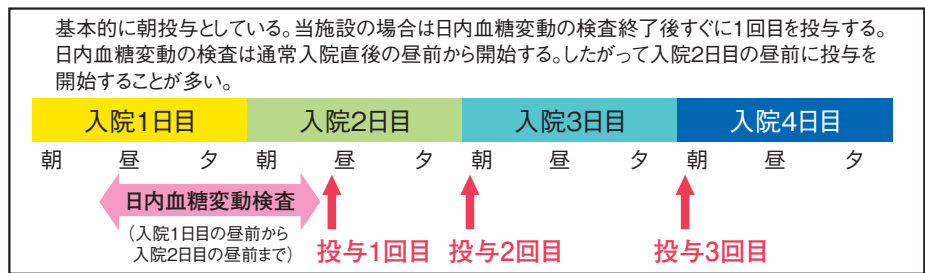 基本的に朝投与としている。当施設の場合は日内血糖変動の検査終了後すぐに1回目を投与する。
日内血糖変動の検査は通常入院直後の昼前から開始する。したがって入院2日目の昼前に投与を
開始することが多い。
入院1日目 入院2日目 入院3日目 入院4日目
朝 昼 夕 朝 昼 夕 朝 昼 夕 朝 昼 夕
日内血糖変動検査
(入院1日目の昼前から
入院2日目の昼前まで)
投与1回目 投与2回目 投与3回目